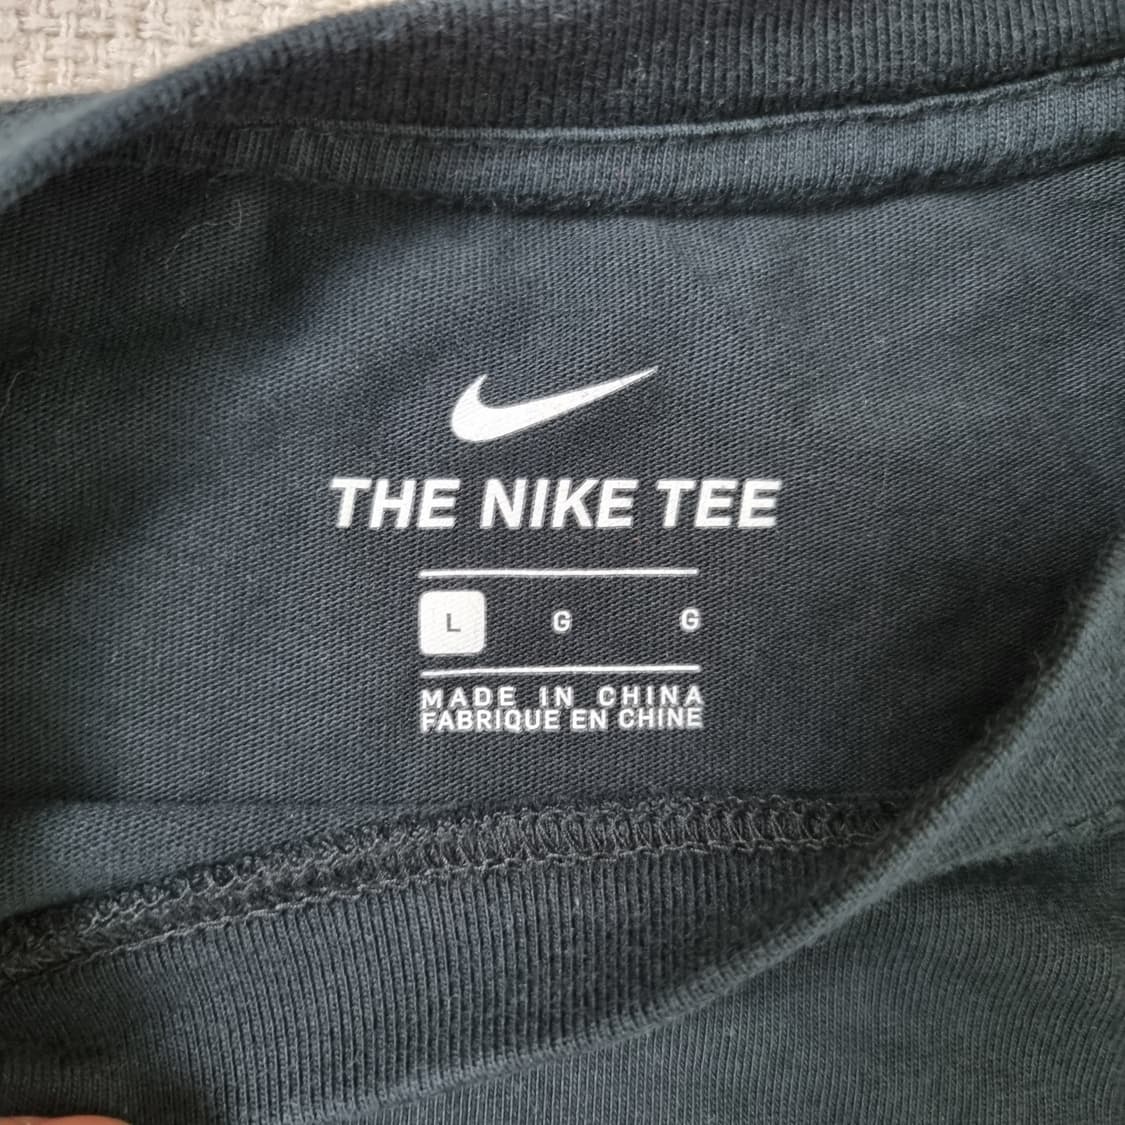 THE NIKE TEE
L G G
MADE IN CHINA
FABRIQUE EN CHINE